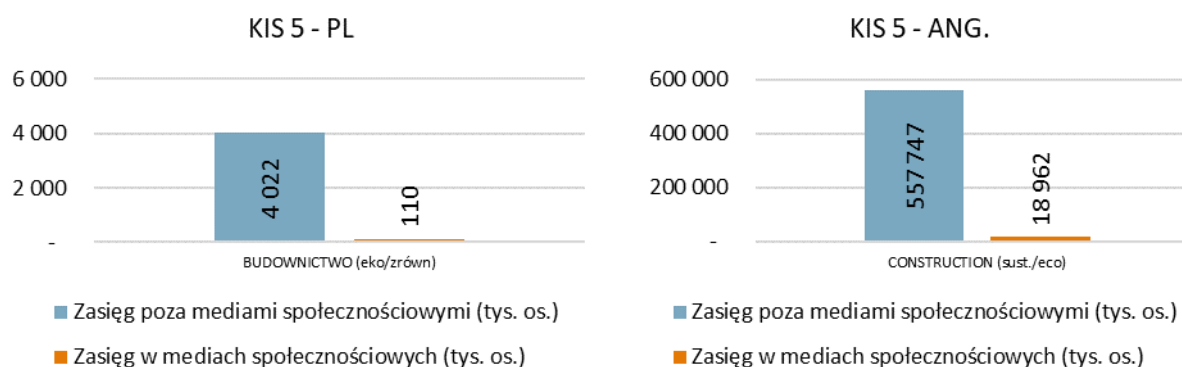 KIS 5 - PL
6 000
4 000
2 000
-
4 022
110
BUDOWNICTWO (eko/zrówn)
Zasięg poza mediami społecznościowymi (tys. os.)
Zasięg w mediach społecznościowych (tys. os.)
KIS 5 - ANG.
600 000
400 000
200 000
-
557 747
18 962
CONSTRUCTION (sust./eco)
Zasięg poza mediami społecznościowymi (tys. os.)
Zasięg w mediach społecznościowych (tys. os.)